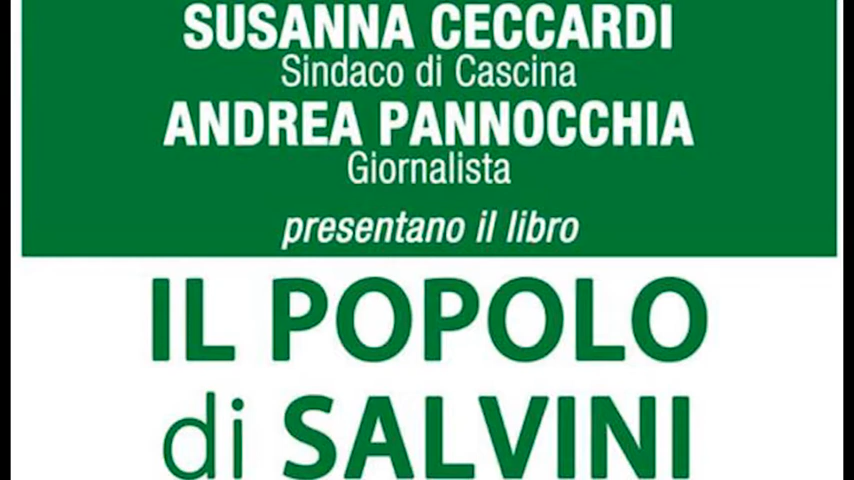 SUSANNA CECCARDI
Sindaco di Cascina
ANDREA PANNOCCHIA
Giornalista
presentano il libro
IL POPOLO
di SALVINI